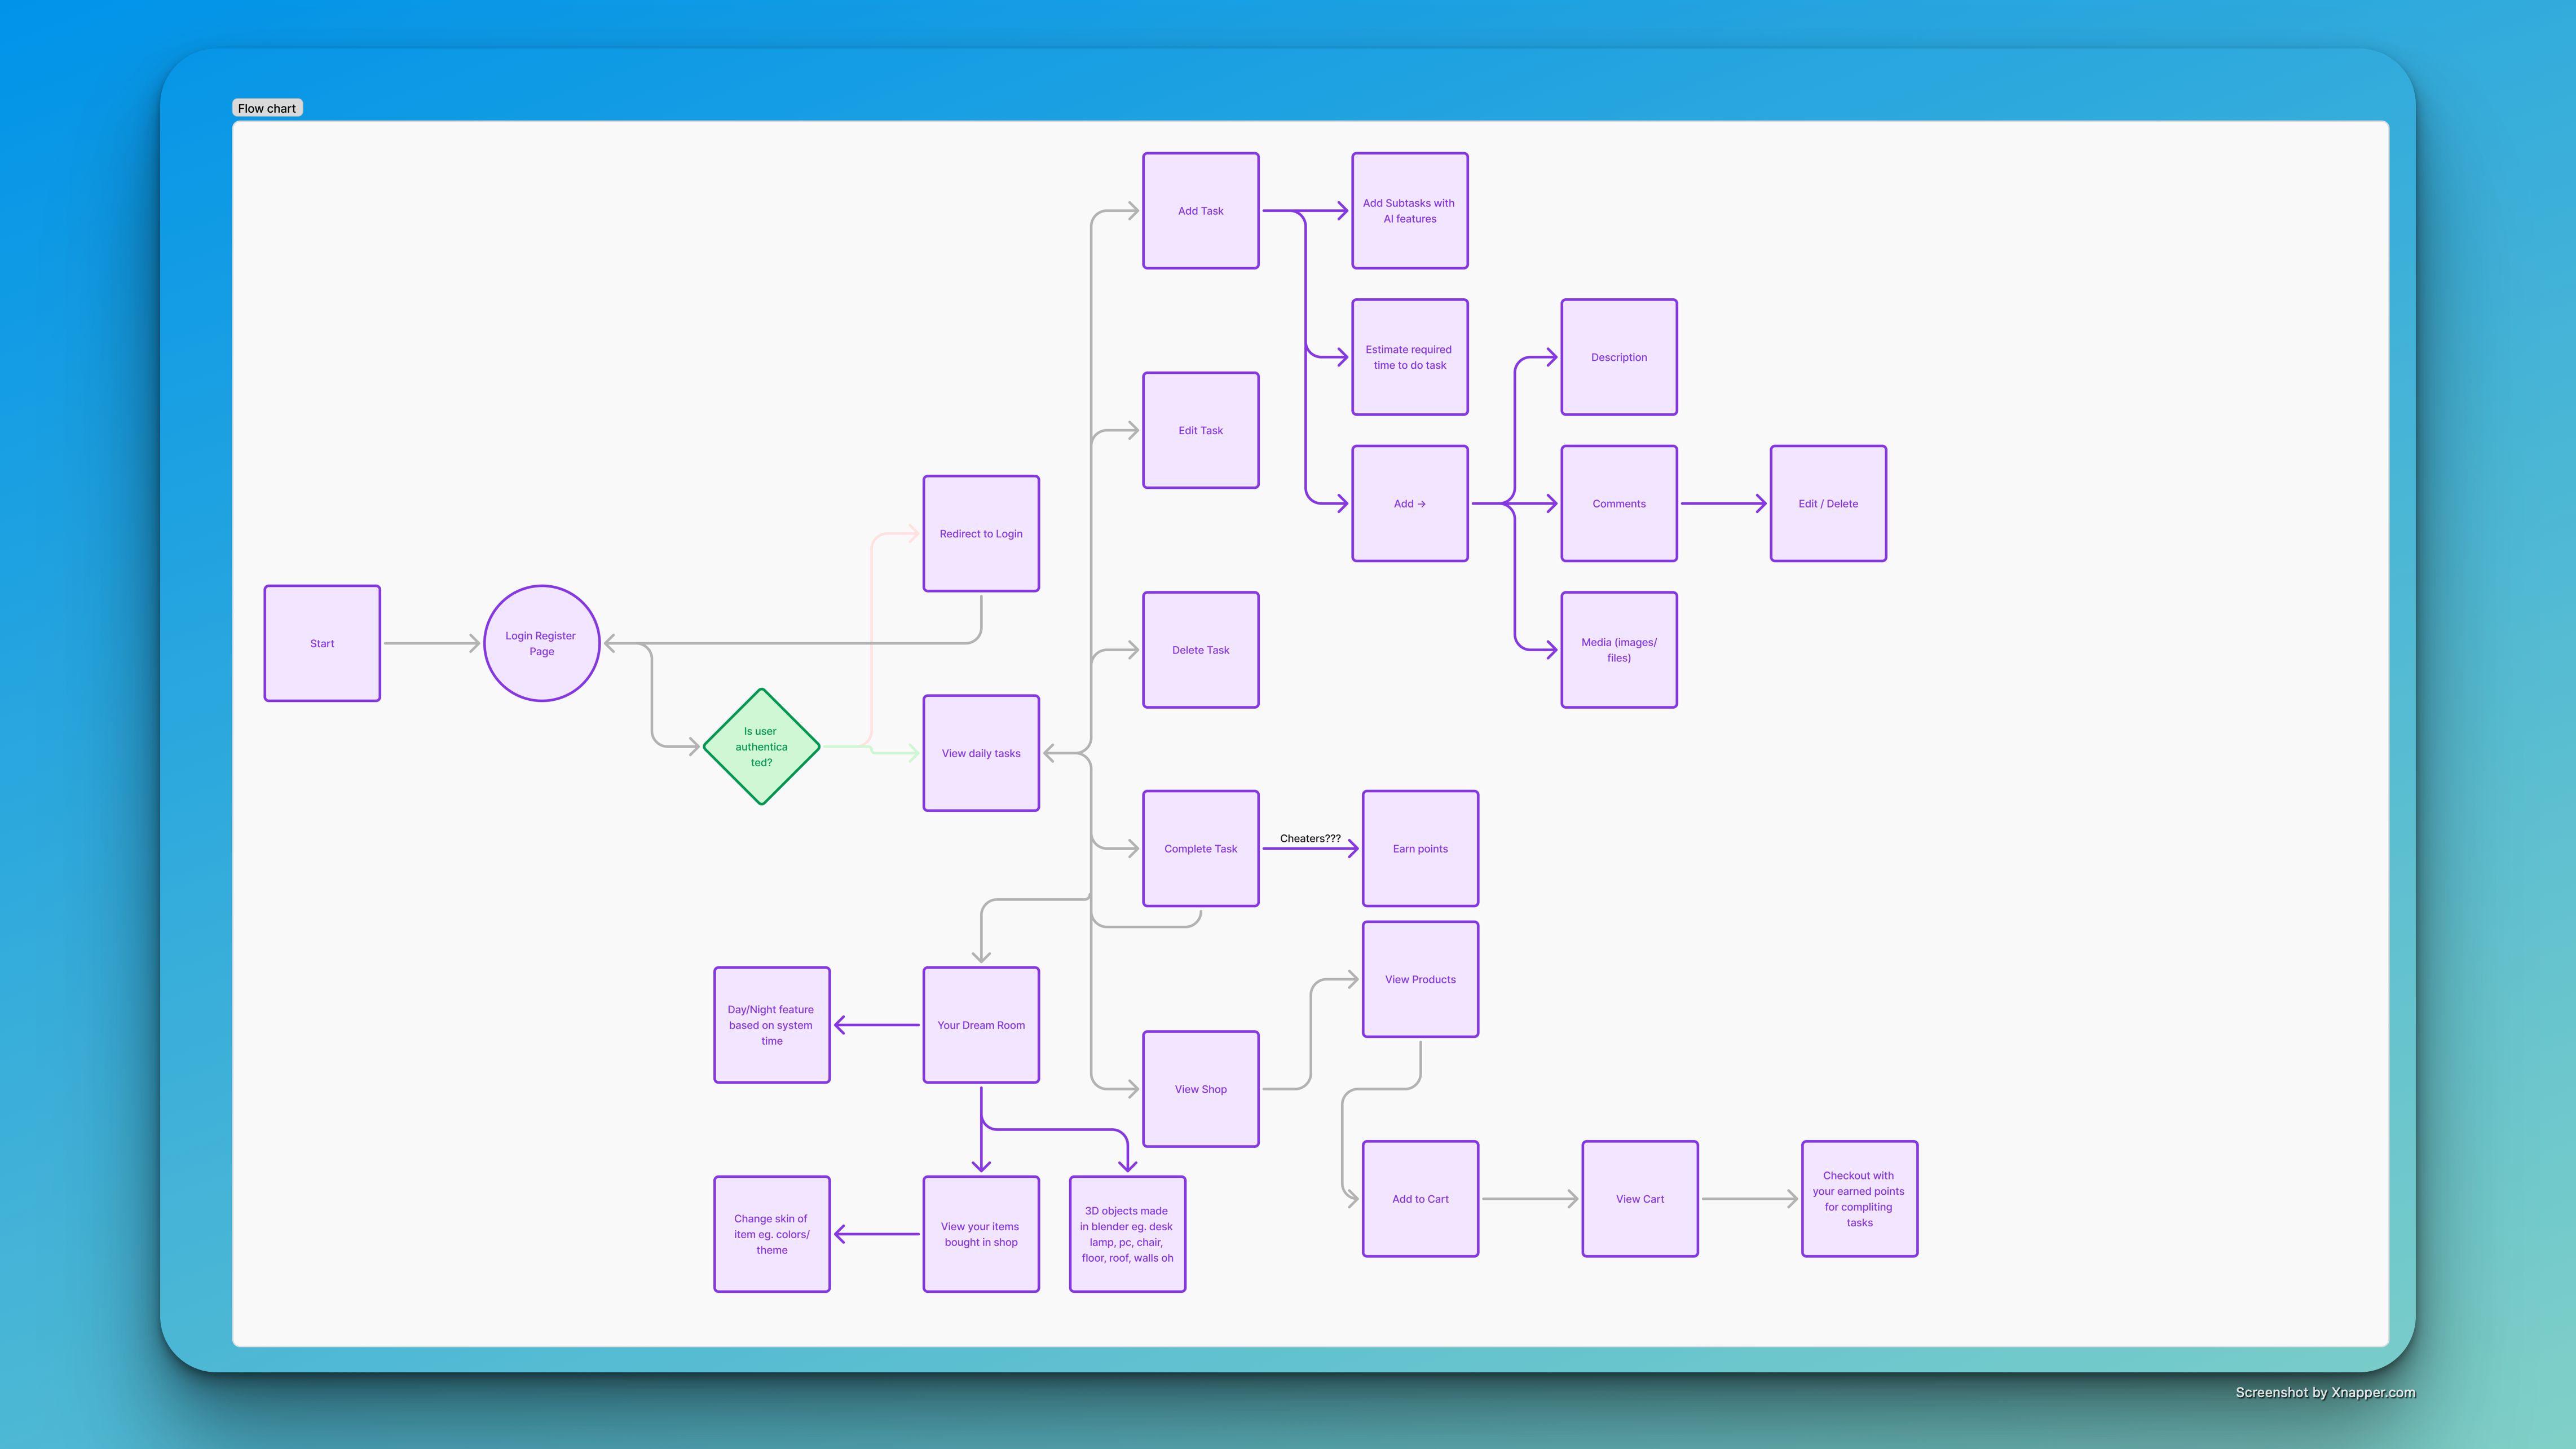 Flow chart
Add Task
Add Subtasks with
AI features
Estimate required
time to do task
Description
Edit Task
Add →
Comments
Edit / Delete
Redirect to Login
Start
Login Register
Page
Delete Task
Media (images/
files)
Is user
authentica
ted?
View daily tasks
Complete Task
Cheaters???
Earn points
View Products
Day/Night feature
based on system
time
Your Dream Room
View Shop
Change skin of
item eg. colors/
theme
View your items
bought in shop
3D objects made
in blender eg. desk
lamp, pc, chair,
floor, roof, walls oh
Add to Cart
View Cart
Checkout with
your earned points
for compliting
tasks
Screenshot by Xnapper.com